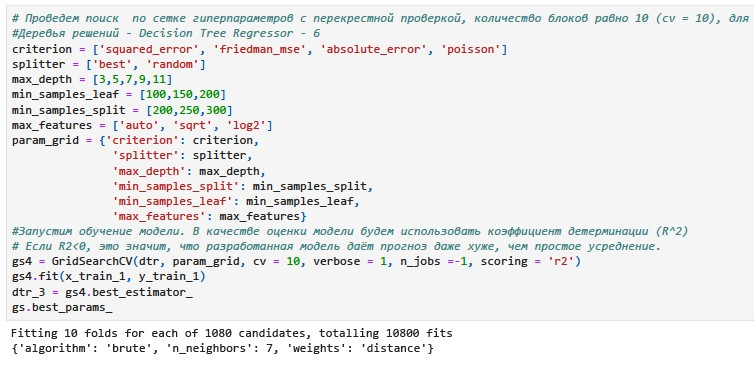 # Проведем поиск по сетке гиперпараметров с перекрестной проверкой, количество блоков равно 10 (cv = 10), для
#Деревья решений - Decision Tree Regressor - 6
criterion = ['squared_error', 'friedman_mse', 'absolute_error', 'poisson']
splitter = ['best', 'random']
max_depth = [3,5,7,9,11]
min_samples_leaf = [100,150,200]
min_samples_split = [200,250,300]
max_features = ['auto', 'sqrt', 'log2']
param_grid = {'criterion': criterion,
'splitter': splitter,
'max_depth': max_depth,
'min_samples_split': min_samples_split,
'min_samples_leaf': min_samples_leaf,
'max_features': max_features}
#Запустим обучение модели. В качестве оценки модели будем использовать коэффициент детерминации (R^2)
# Если R2<0, это значит, что разработанная модель даёт прогноз даже хуже, чем простое усреднение.
gs4 = GridSearchCV(dtr, param_grid, cv = 10, verbose = 1, n_jobs =-1, scoring = 'r2')
gs4.fit(x_train_1, y_train_1)
dtr_3 = gs4.best_estimator_
gs.best_params_
Fitting 10 folds for each of 1080 candidates, totalling 10800 fits
{'algorithm': 'brute', 'n_neighbors': 7, 'weights': 'distance'}